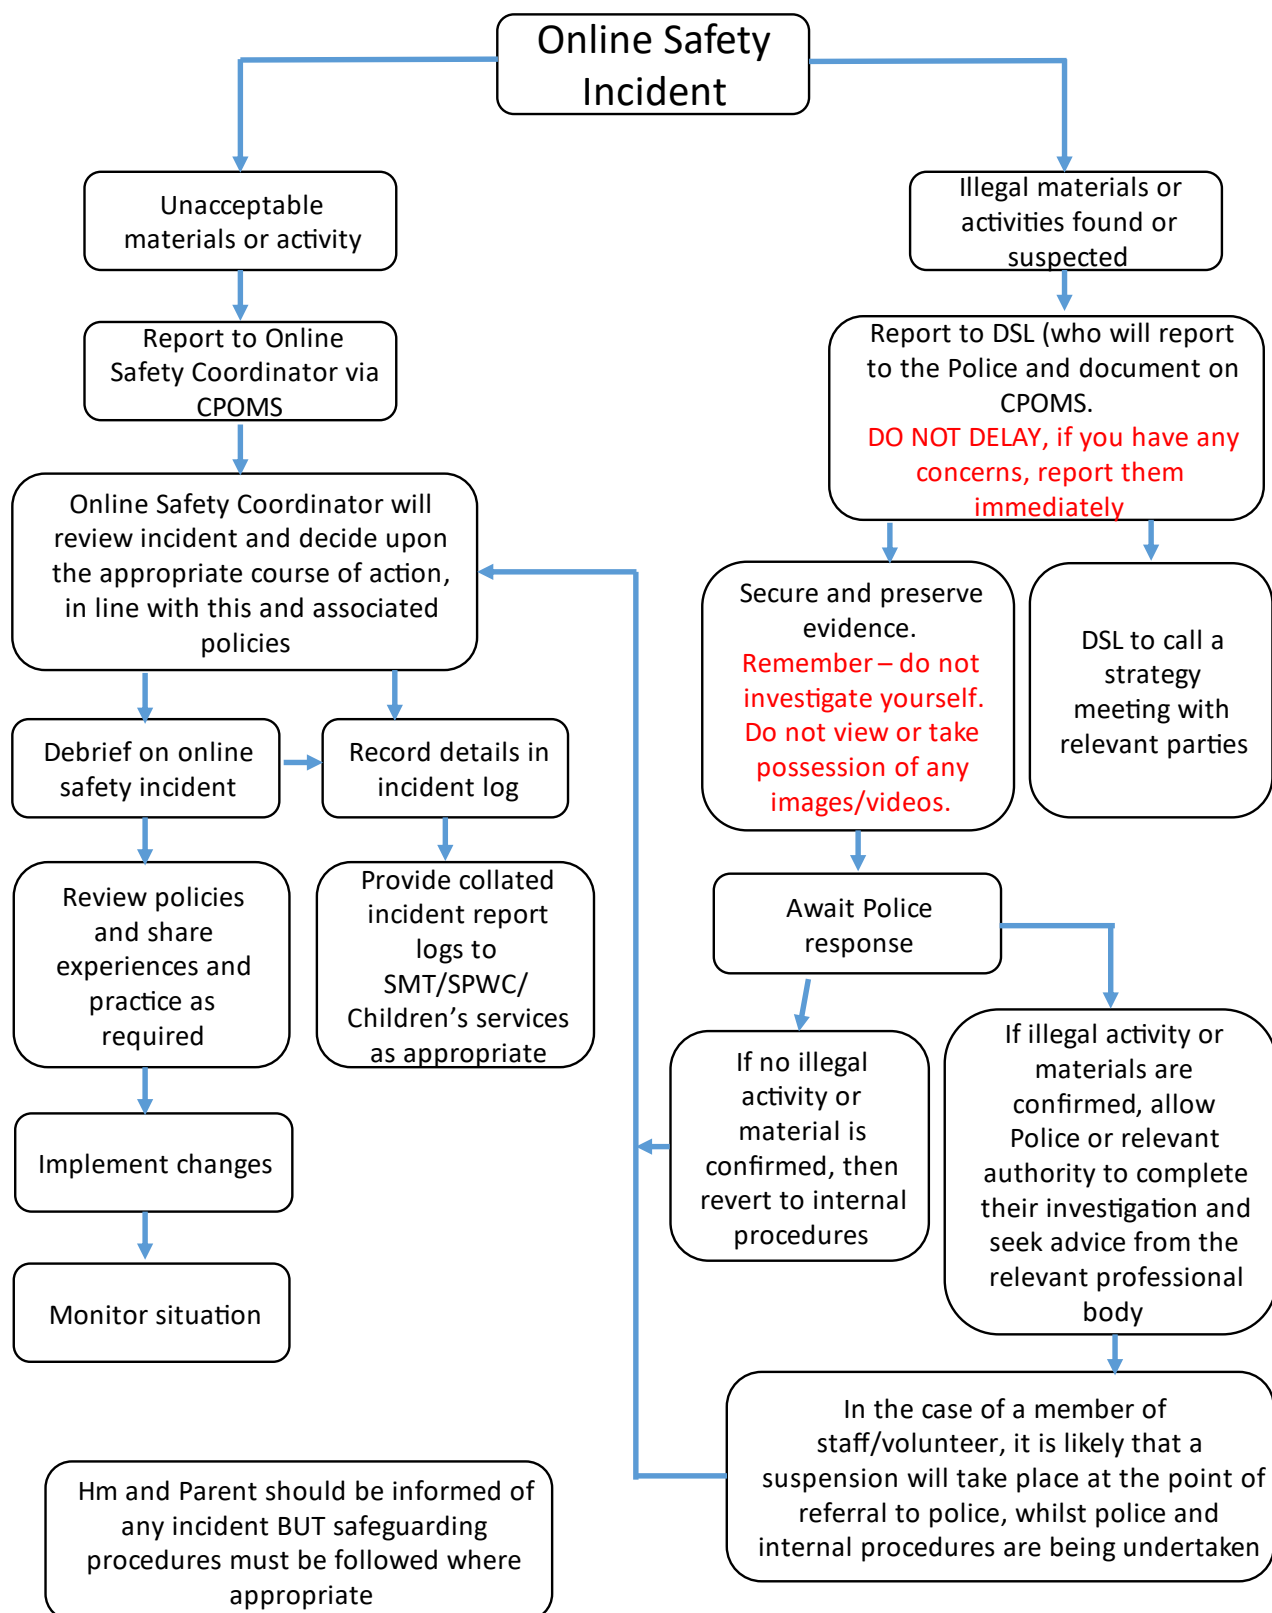 Online Safety
Incident
Unacceptable
materials or activity
Illegal materials or
activities found or
suspected
Report to Online
Safety Coordinator via
CPOMS
Report to DSL (who will report
to the Police and document on
CPOMS.
DO NOT DELAY, if you have any
concerns, report them
immediately
Online Safety Coordinator will
review incident and decide upon
the appropriate course of action,
in line with this and associated
policies
Secure and preserve
evidence.
Remember – do not
investigate yourself.
Do not view or take
possession of any
images/videos.
DSL to call a
strategy
meeting with
relevant parties
Debrief on online
safety incident
Record details in
incident log
Review policies
and share
experiences and
practice as
required
Provide collated
incident report
logs to
SMT/SPWC/
Children’s services
as appropriate
Await Police
response
If no illegal
activity or
material is
confirmed, then
revert to internal
procedures
If illegal activity or
materials are
confirmed, allow
Police or relevant
authority to complete
their investigation and
seek advice from the
relevant professional
body
Implement changes
Monitor situation
In the case of a member of
staff/volunteer, it is likely that a
suspension will take place at the point of
referral to police, whilst police and
internal procedures are being undertaken
Hm and Parent should be informed of
any incident BUT safeguarding
procedures must be followed where
appropriate